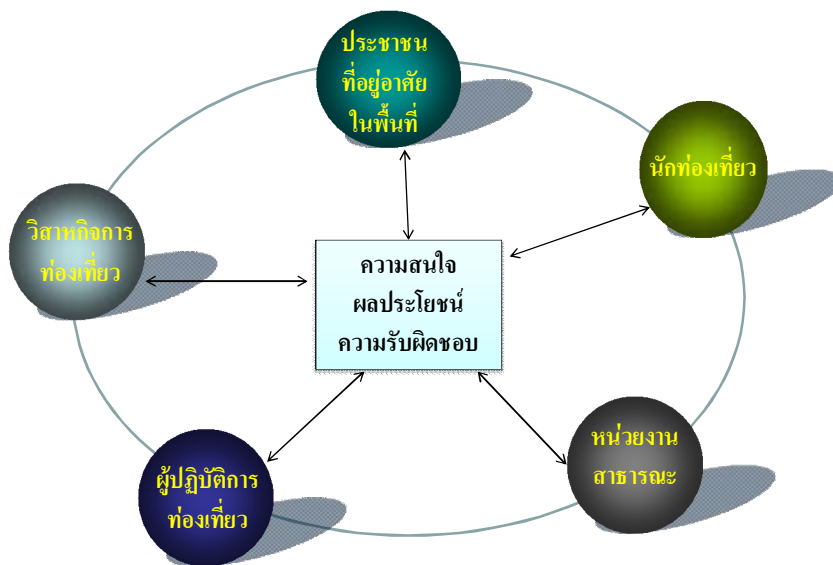 ประชาชน
ที่อยู่อาศัย
ในพื้นที่
นักท่องเที่ยว
วิสาหกิจการ
ท่องเที่ยว
ความสนใจ
ผลประโยชน์
ความรับผิดชอบ
หน่วยงาน
สาธารณะ
ผู้ปฏิบัติการ
ท่องเที่ยว